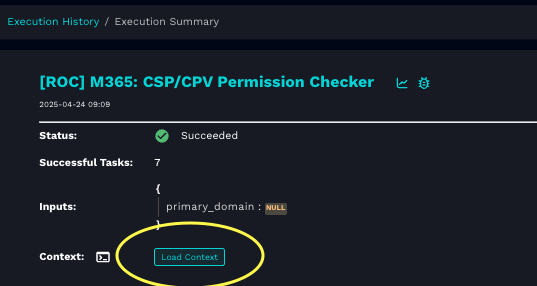 Execution History / Execution Summary
[ROC] M365: CSP/CPV Permission Checker
2025-04-24 09:09
Status: Succeeded
Successful Tasks: 7
{
Inputs: primary_domain : NULL
}
Context: Load Context